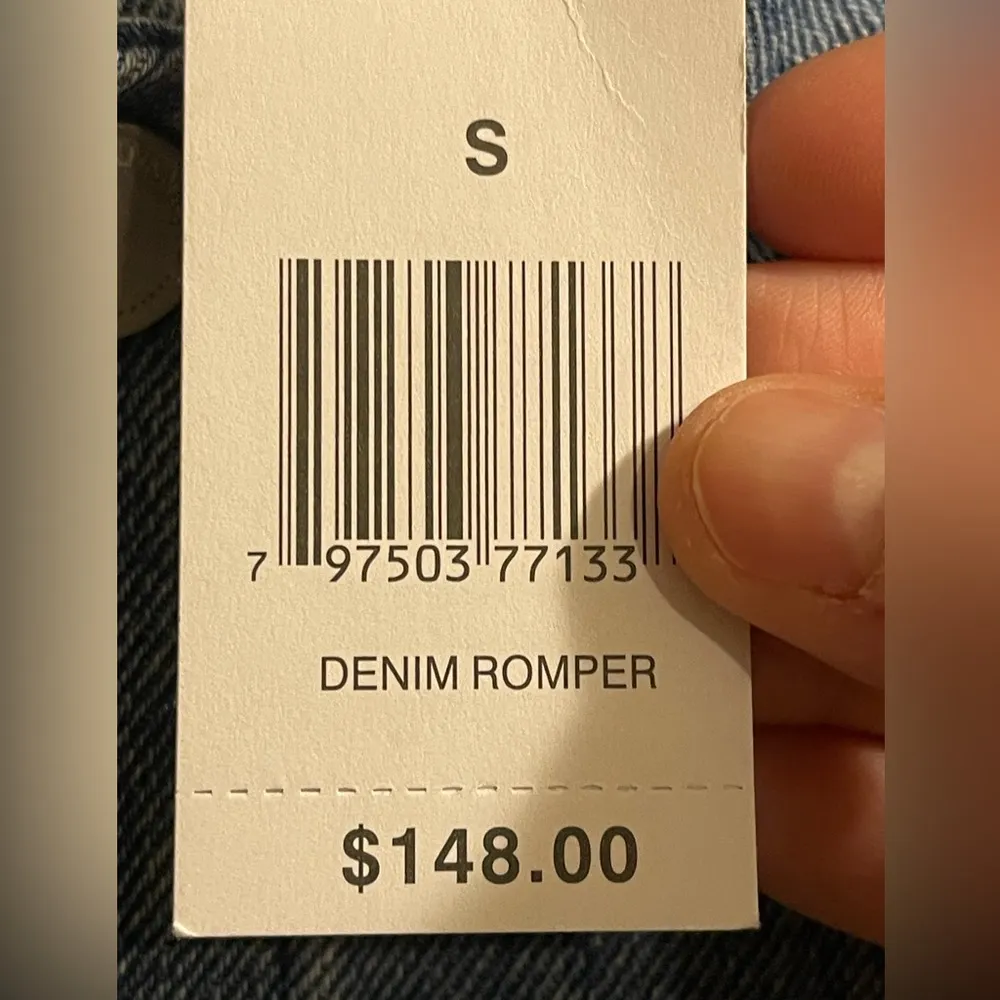 S
7 97503 77133
DENIM ROMPER
$148.00